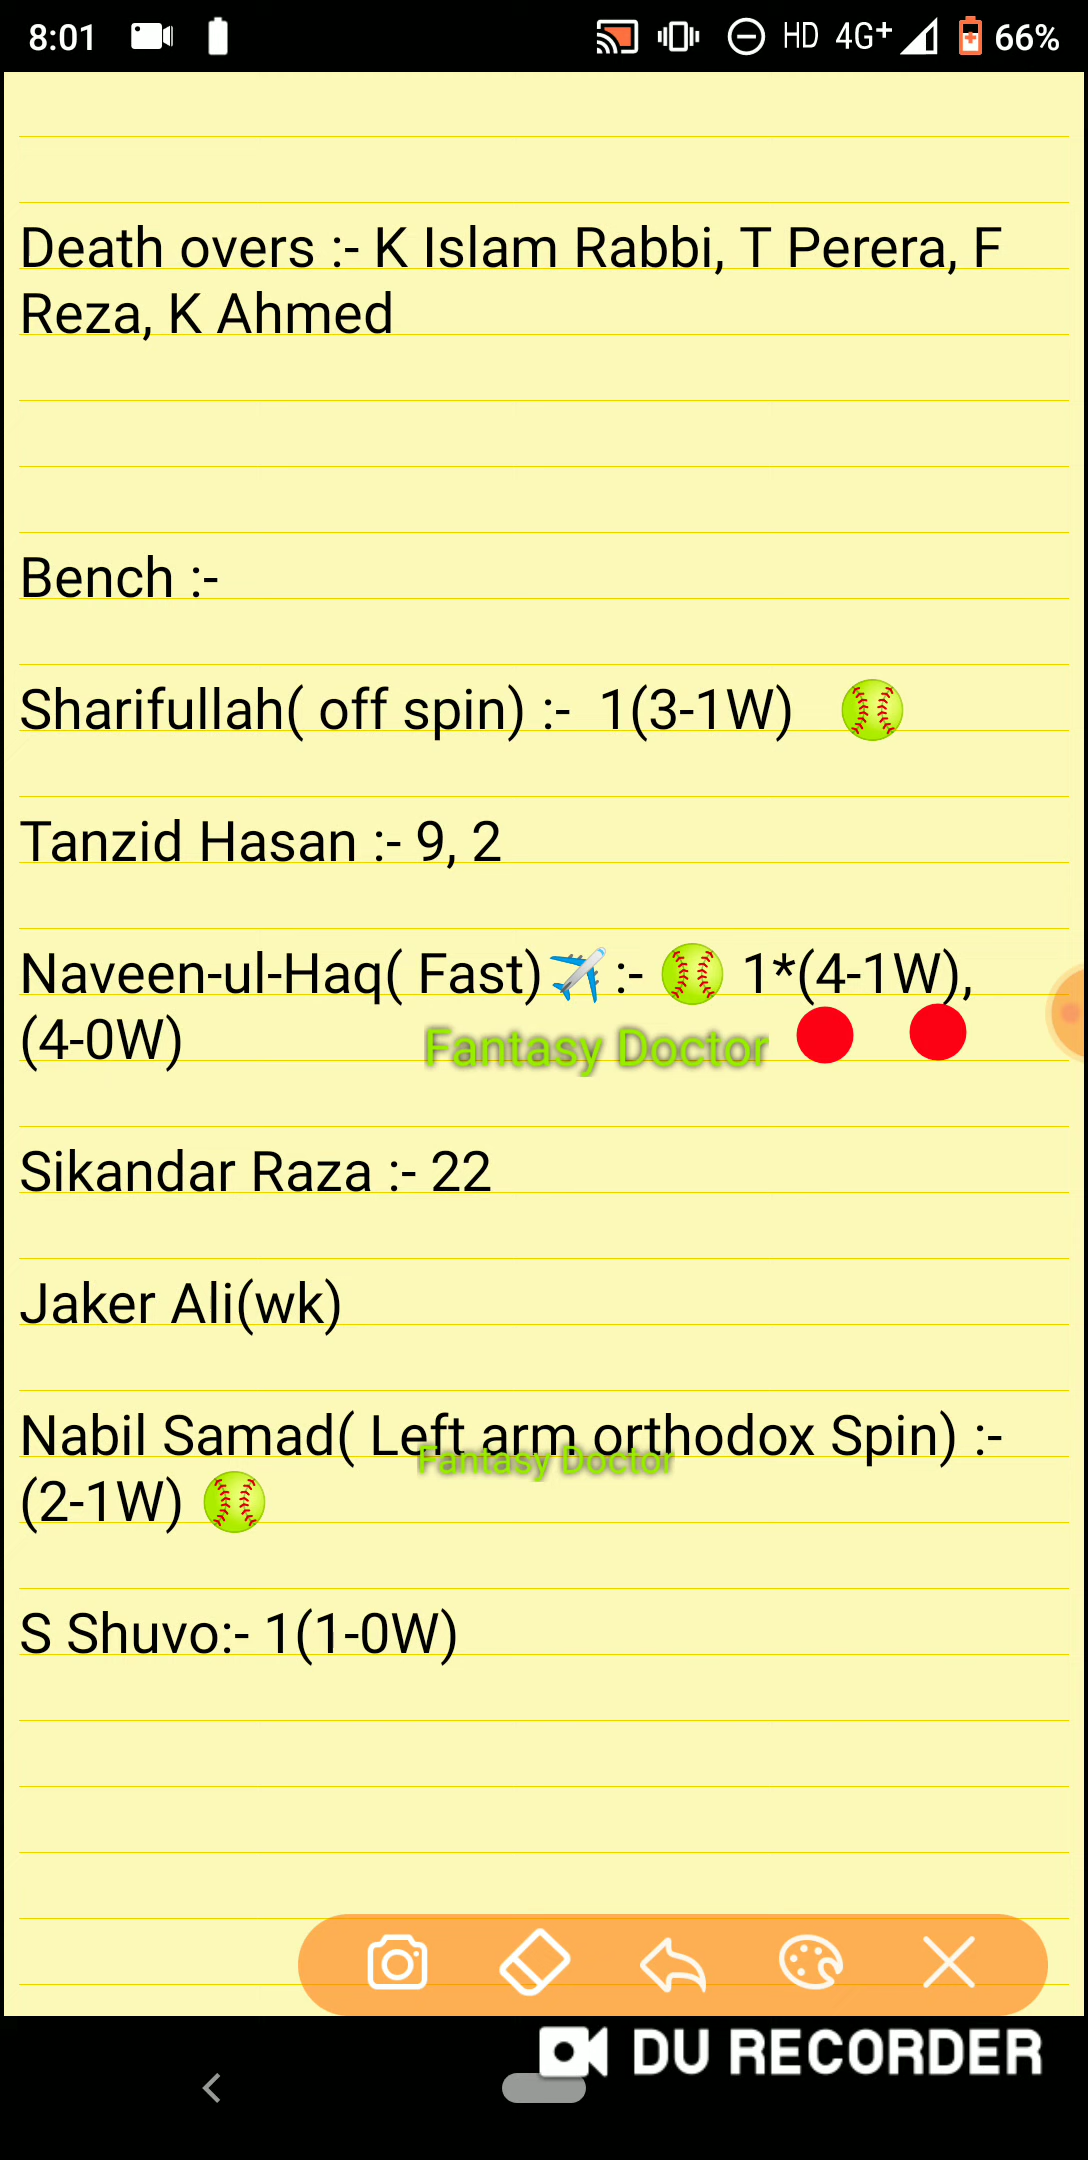 8:01 HD 4G+ 66%
Death overs :- K Islam Rabbi, T Perera, F
Reza, K Ahmed
Bench :-
Sharifullah( off spin) :- 1(3-1W) 🥎
Tanzid Hasan :- 9, 2
Naveen-ul-Haq( Fast)✈️:- 🥎 1*(4-1W),
(4-0W)
Fantasy Doctor
Sikandar Raza :- 22
Jaker Ali(wk)
Nabil Samad( Left arm orthodox Spin) :-
Fantasy Doctor
(2-1W) 🥎
S Shuvo:- 1(1-0W)
DU RECORDER